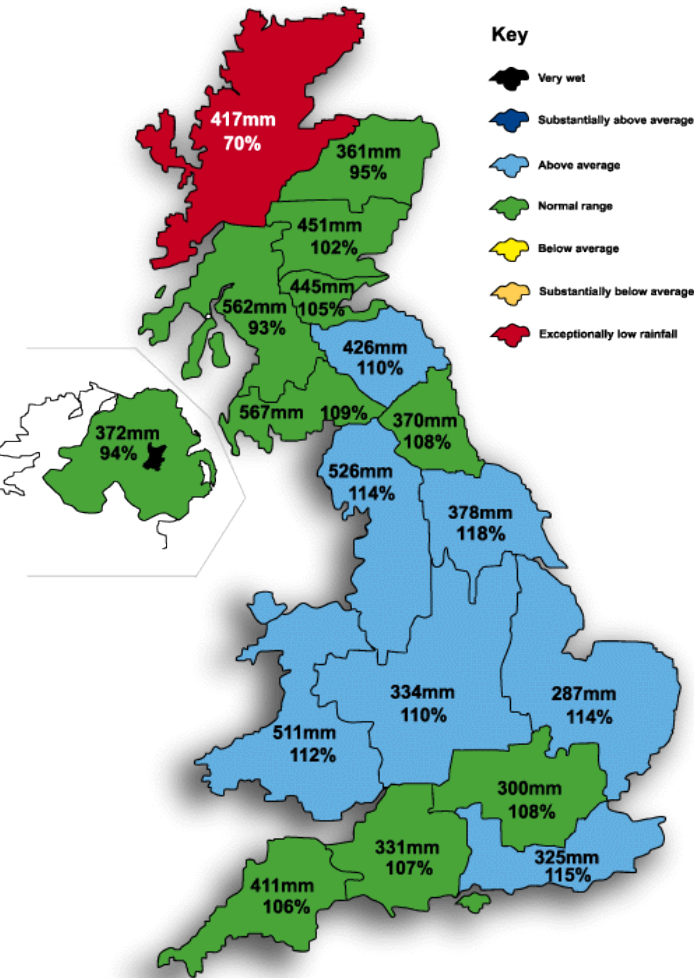 Key
Very wet
Substantially above average
Above average
Normal range
Below average
Substantially below average
Exceptionally low rainfall
417mm
70%
361mm
95%
451mm
102%
445mm
105%
562mm
93%
426mm
110%
567mm 109%
370mm
108%
372mm
94%
526mm
114%
378mm
118%
334mm
110%
287mm
114%
511mm
112%
300mm
108%
331mm
107%
325mm
115%
411mm
106%